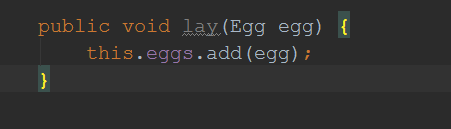 public void lay(Egg egg) {
this.eggs.add(egg);
}